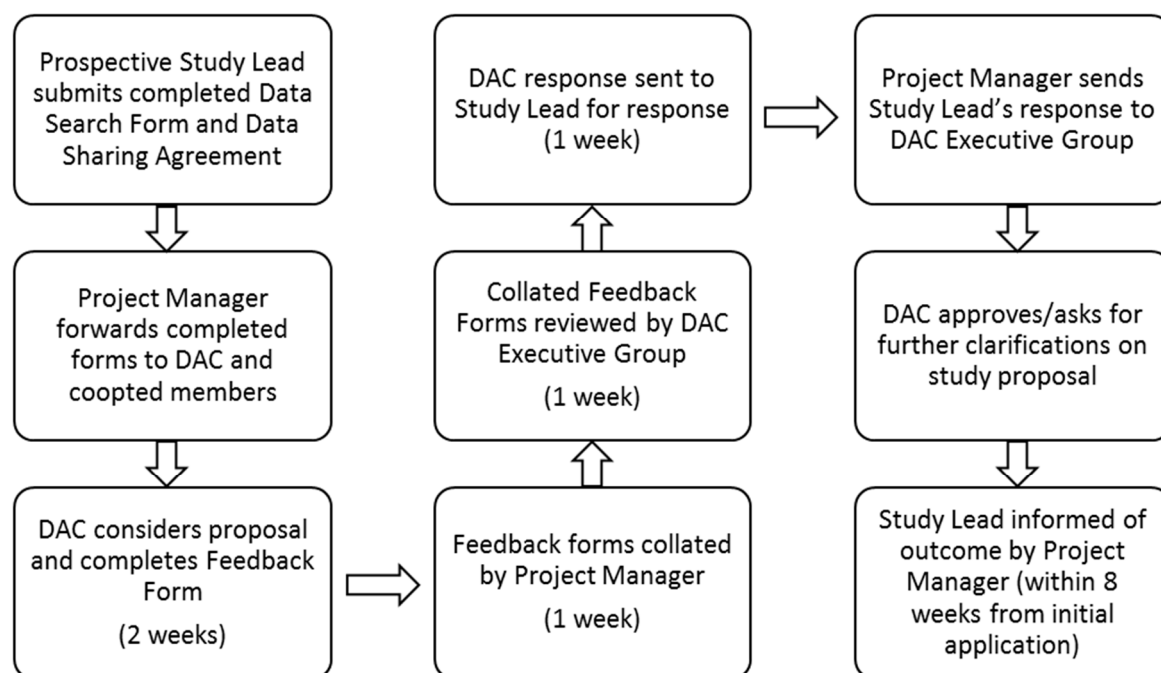 Prospective Study Lead
submits completed Data
Search Form and Data
Sharing Agreement
Project Manager
forwards completed
forms to DAC and
coopted members
DAC considers proposal
and completes Feedback
Form
(2 weeks)
Feedback forms collated
by Project Manager
(1 week)
Collated Feedback
Forms reviewed by DAC
Executive Group
(1 week)
DAC response sent to
Study Lead for response
(1 week)
Project Manager sends
Study Lead's response to
DAC Executive Group
DAC approves/asks for
further clarifications on
study proposal
Study Lead informed of
outcome by Project
Manager (within 8
weeks from initial
application)